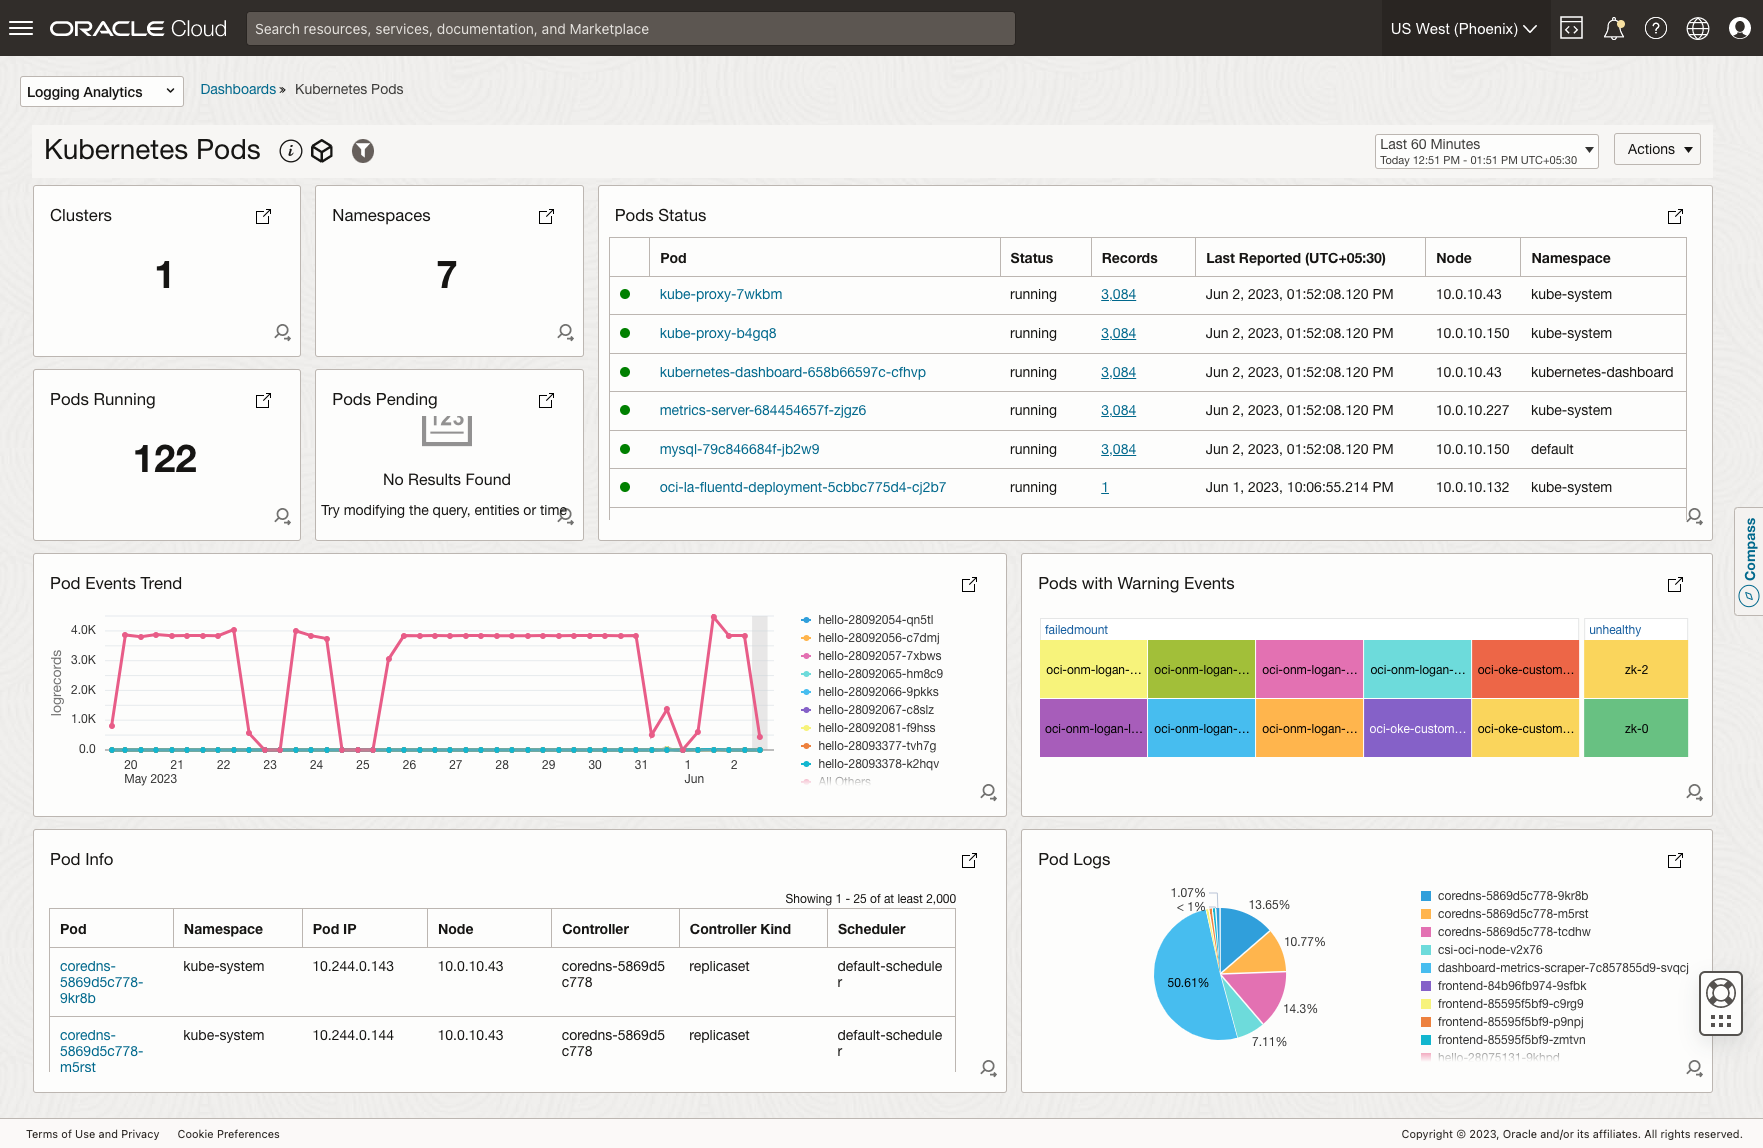 ORACLE Cloud
Search resources, services, documentation, and Marketplace
US West (Phoenix)
Logging Analytics
Dashboards » Kubernetes Pods
Kubernetes Pods
Last 60 Minutes
Today 12:51 PM - 01:51 PM UTC+05:30
Actions
Clusters
1
Namespaces
7
Pods Running
122
Pods Pending
123
No Results Found
Try modifying the query, entities or time
Pods Status
Pod Status Records Last Reported (UTC+05:30) Node Namespace
kube-proxy-7wkbm running 3,084 Jun 2, 2023, 01:52:08.120 PM 10.0.10.43 kube-system
kube-proxy-b4gq8 running 3,084 Jun 2, 2023, 01:52:08.120 PM 10.0.10.150 kube-system
kubernetes-dashboard-658b66597c-cfhvp running 3,084 Jun 2, 2023, 01:52:08.120 PM 10.0.10.43 kubernetes-dashboard
metrics-server-684454657f-zjgz6 running 3,084 Jun 2, 2023, 01:52:08.120 PM 10.0.10.227 kube-system
mysql-79c846684f-jb2w9 running 3,084 Jun 2, 2023, 01:52:08.120 PM 10.0.10.150 default
oci-la-fluentd-deployment-5cbbc775d4-cj2b7 running 1 Jun 1, 2023, 10:06:55.214 PM 10.0.10.132 kube-system
Compass
Pod Events Trend
logrecords
4.0K
3.0K
2.0K
1.0K
0.0
20 21 22 23 24 25 26 27 28 29 30 31 1 2
May 2023 Jun
hello-28092054-qn5tl
hello-28092056-c7dmj
hello-28092057-7xbws
hello-28092065-hm8c9
hello-28092066-9pkks
hello-28092067-c8slz
hello-28092081-f9hss
hello-28093377-tvh7g
hello-28093378-k2hqv
All Others
Pods with Warning Events
failedmount unhealthy
oci-onm-logan-... oci-onm-logan-... oci-onm-logan-... oci-onm-logan-... oci-oke-custom... zk-2
oci-onm-logan-l... oci-onm-logan-... oci-onm-logan-... oci-oke-custom... oci-oke-custom... zk-0
Pod Info
Showing 1 - 25 of at least 2,000
Pod Namespace Pod IP Node Controller Controller Kind Scheduler
coredns- kube-system 10.244.0.143 10.0.10.43 coredns-5869d5 replicaset default-schedule
5869d5c778- c778 r
9kr8b
coredns- kube-system 10.244.0.144 10.0.10.43 coredns-5869d5 replicaset default-schedule
5869d5c778- c778 r
m5rst
Pod Logs
1.07%
< 1%
13.65%
10.77%
50.61%
14.3%
7.11%
coredns-5869d5c778-9kr8b
coredns-5869d5c778-m5rst
coredns-5869d5c778-tcdhw
csi-oci-node-v2x76
dashboard-metrics-scraper-7c857855d9-svqcj
frontend-84b96fb974-9sfbk
frontend-85595f5bf9-c9rg9
frontend-85595f5bf9-p9npj
frontend-85595f5bf9-zmtvn
hello-28075131-9khpd
Terms of Use and Privacy Cookie Preferences
Copyright © 2023, Oracle and/or its affiliates. All rights reserved.